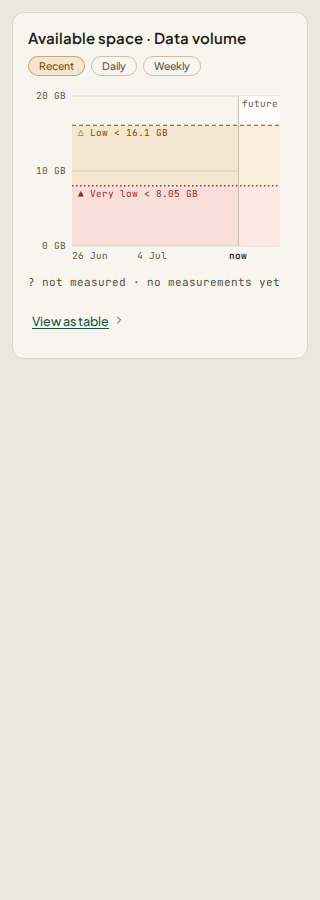 Available space · Data volume
Recent Daily Weekly
20 GB
future
△ Low < 16.1 GB
10 GB
▲ Very low < 8.05 GB
0 GB
26 Jun 4 Jul now
? not measured · no measurements yet
View as table ›